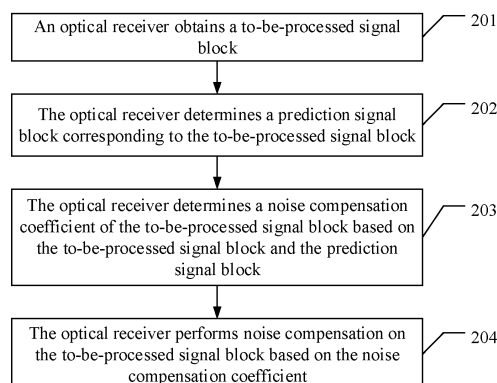 An optical receiver obtains a to-be-processed signal
block
201
The optical receiver determines a prediction signal
block corresponding to the to-be-processed signal block
202
The optical receiver determines a noise compensation
coefficient of the to-be-processed signal block based on
the to-be-processed signal block and the prediction
signal block
203
The optical receiver performs noise compensation on
the to-be-processed signal block based on the noise
compensation coefficient
204